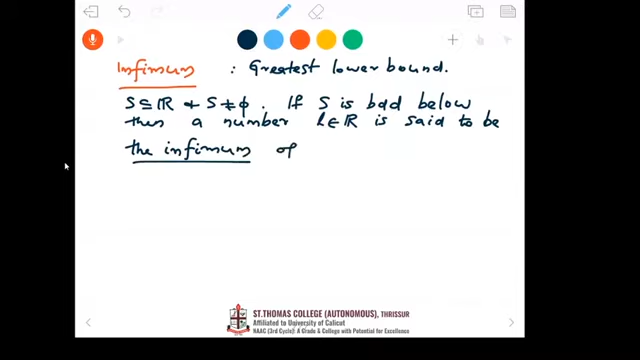 Infimum : Greatest lower bound.
S ⊆ ℝ & S ≠ ϕ. If S is bdd below
then a number l ∈ ℝ is said to be
the infimum of
ST.THOMAS COLLEGE (AUTONOMOUS), THRISSUR
Affiliated to University of Calicut
NAAC (3rd Cycle): A Grade & College with Potential for Excellence